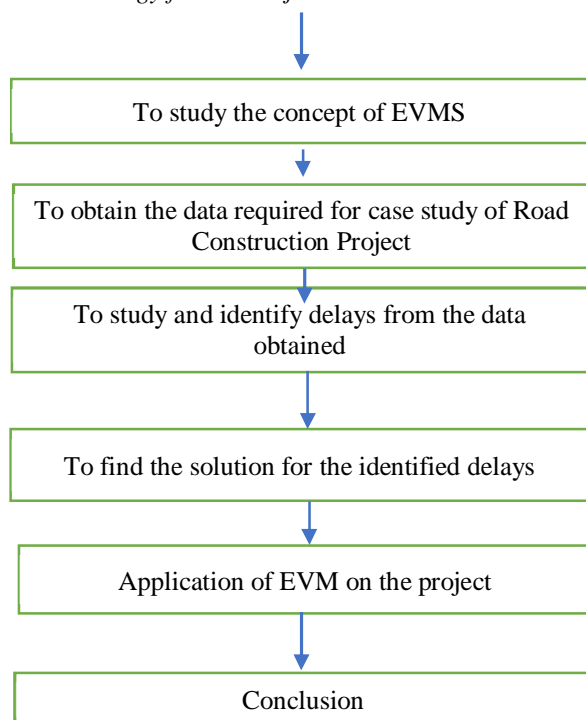 To study the concept of EVMS
To obtain the data required for case study of Road
Construction Project
To study and identify delays from the data
obtained
To find the solution for the identified delays
Application of EVM on the project
Conclusion